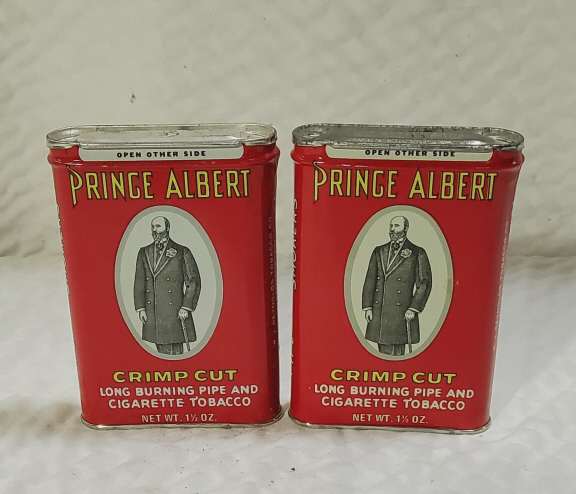 OPEN OTHER SIDE
PRINCE ALBERT
CRIMP CUT
LONG BURNING PIPE AND
CIGARETTE TOBACCO
NET WT. 1½ OZ.
OPEN OTHER SIDE
PRINCE ALBERT
CRIMP CUT
LONG BURNING PIPE AND
CIGARETTE TOBACCO
NET WT. 1½ OZ.